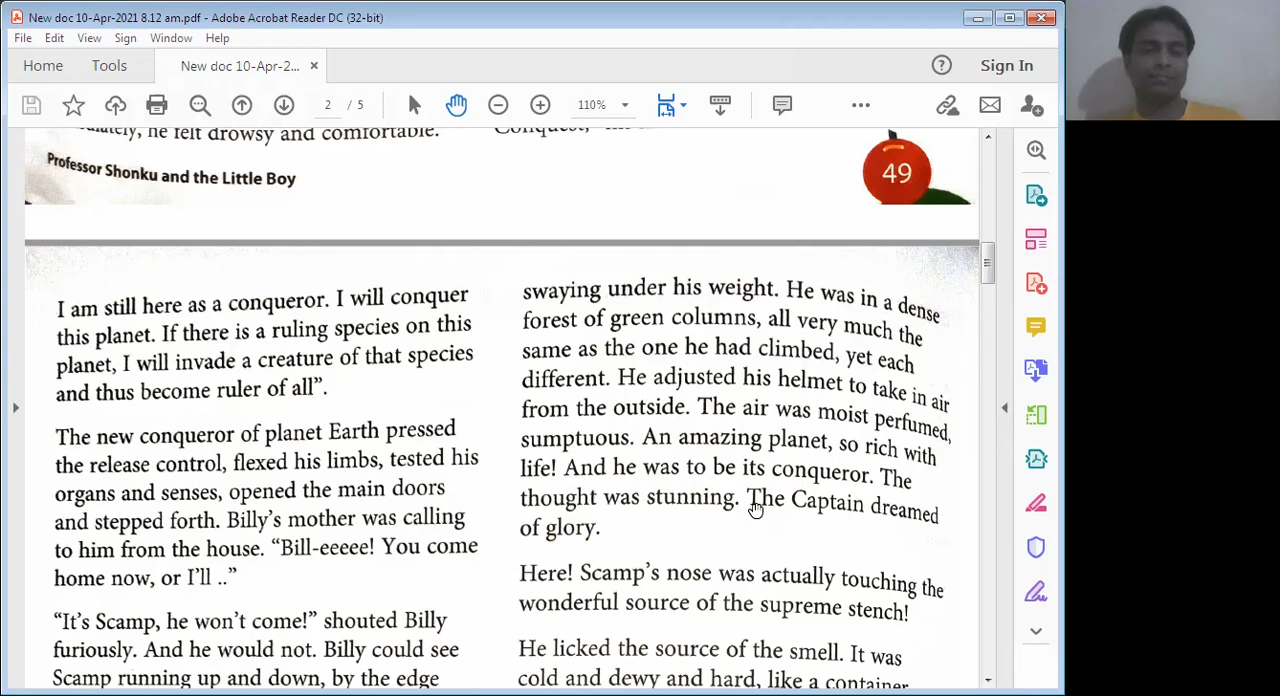 New doc 10-Apr-2021 8.12 am.pdf - Adobe Acrobat Reader DC (32-bit)
File Edit View Sign Window Help
Home Tools New doc 10-Apr-2... × Sign In
2 / 5 110%
he felt drowsy and comfortable.
Conquest,
Professor Shonku and the Little Boy
49
I am still here as a conqueror. I will conquer
this planet. If there is a ruling species on this
planet, I will invade a creature of that species
and thus become ruler of all”.
The new conqueror of planet Earth pressed
the release control, flexed his limbs, tested his
organs and senses, opened the main doors
and stepped forth. Billy’s mother was calling
to him from the house. “Bill-eeeee! You come
home now, or I’ll ..”
“It’s Scamp, he won’t come!” shouted Billy
furiously. And he would not. Billy could see
Scamp running up and down, by the edge
swaying under his weight. He was in a dense
forest of green columns, all very much the
same as the one he had climbed, yet each
different. He adjusted his helmet to take in air
from the outside. The air was moist perfumed,
sumptuous. An amazing planet, so rich with
life! And he was to be its conqueror. The
thought was stunning. The Captain dreamed
of glory.
Here! Scamp’s nose was actually touching the
wonderful source of the supreme stench!
He licked the source of the smell. It was
cold and dewy and hard, like a container